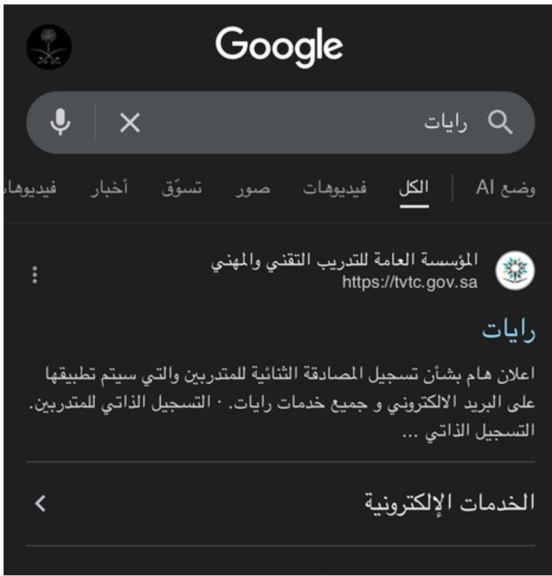 Google
رايات
وضع AI
الكل
فيديوهات
صور
تسوّق
أخبار
المؤسسة العامة للتدريب التقني والمهني
https://tvtc.gov.sa
رايات
اعلان هام بشأن تسجيل المصادقة الثنائية للمتدربين والتي سيتم تطبيقها
على البريد الالكتروني و جميع خدمات رايات. · التسجيل الذاتي للمتدربين.
التسجيل الذاتي ...
الخدمات الإلكترونية